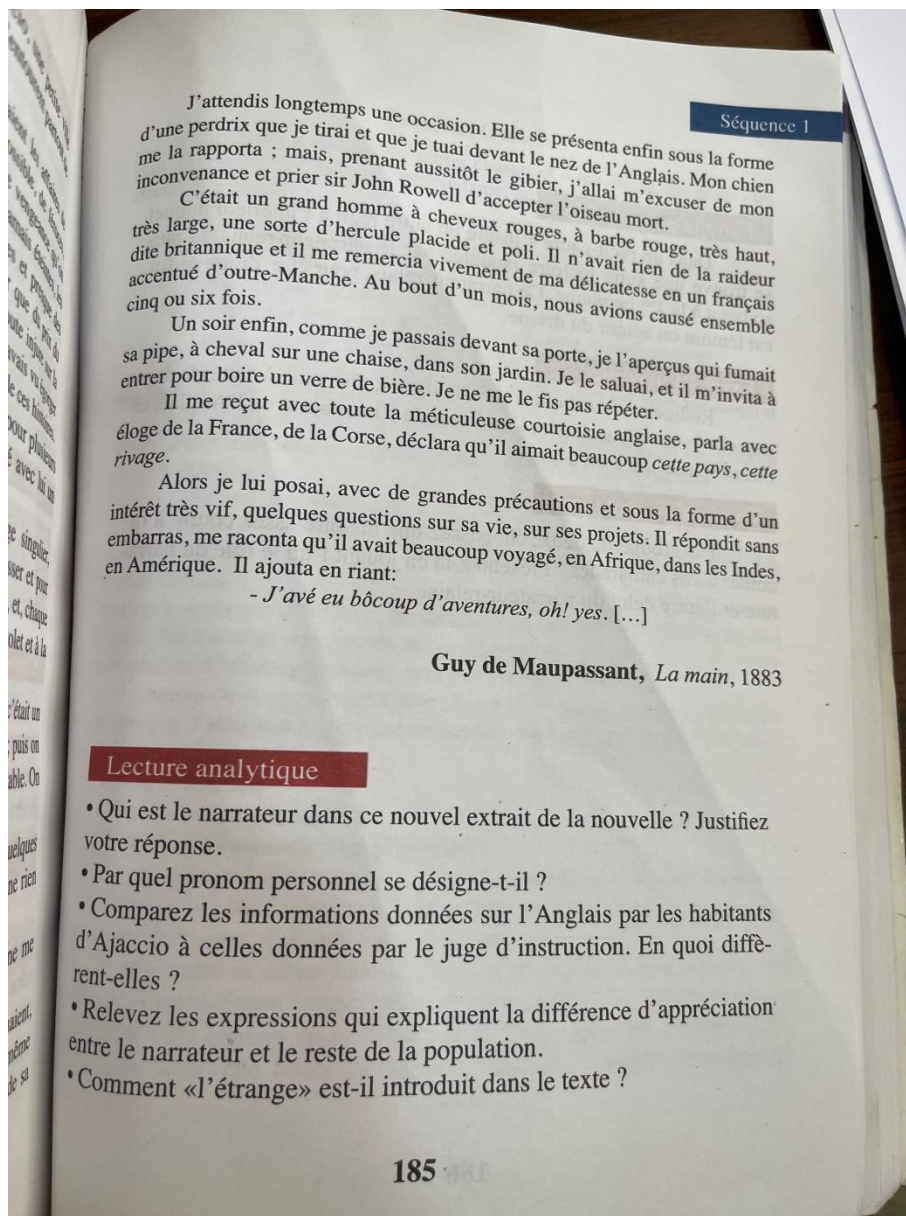 Séquence 1
J'attendis longtemps une occasion. Elle se présenta enfin sous la forme
d'une perdrix que je tirai et que je tuai devant le nez de l'Anglais. Mon chien
me la rapporta ; mais, prenant aussitôt le gibier, j'allai m'excuser de mon
inconvenance et prier sir John Rowell d'accepter l'oiseau mort.
C'était un grand homme à cheveux rouges, à barbe rouge, très haut,
très large, une sorte d'hercule placide et poli. Il n'avait rien de la raideur
dite britannique et il me remercia vivement de ma délicatesse en un français
accentué d'outre-Manche. Au bout d'un mois, nous avions causé ensemble
cinq ou six fois.
Un soir enfin, comme je passais devant sa porte, je l'aperçus qui fumait
sa pipe, à cheval sur une chaise, dans son jardin. Je le saluai, et il m'invita à
entrer pour boire un verre de bière. Je ne me le fis pas répéter.
Il me reçut avec toute la méticuleuse courtoisie anglaise, parla avec
éloge de la France, de la Corse, déclara qu'il aimait beaucoup cette pays, cette
rivage.
Alors je lui posai, avec de grandes précautions et sous la forme d'un
intérêt très vif, quelques questions sur sa vie, sur ses projets. Il répondit sans
embarras, me raconta qu'il avait beaucoup voyagé, en Afrique, dans les Indes,
en Amérique. Il ajouta en riant:
- J'avé eu bôcoup d'aventures, oh! yes. […]
Guy de Maupassant, La main, 1883
Lecture analytique
• Qui est le narrateur dans ce nouvel extrait de la nouvelle ? Justifiez
votre réponse.
• Par quel pronom personnel se désigne-t-il ?
• Comparez les informations données sur l'Anglais par les habitants
d'Ajaccio à celles données par le juge d'instruction. En quoi diffè-
rent-elles ?
• Relevez les expressions qui expliquent la différence d'appréciation
entre le narrateur et le reste de la population.
• Comment «l'étrange» est-il introduit dans le texte ?
185